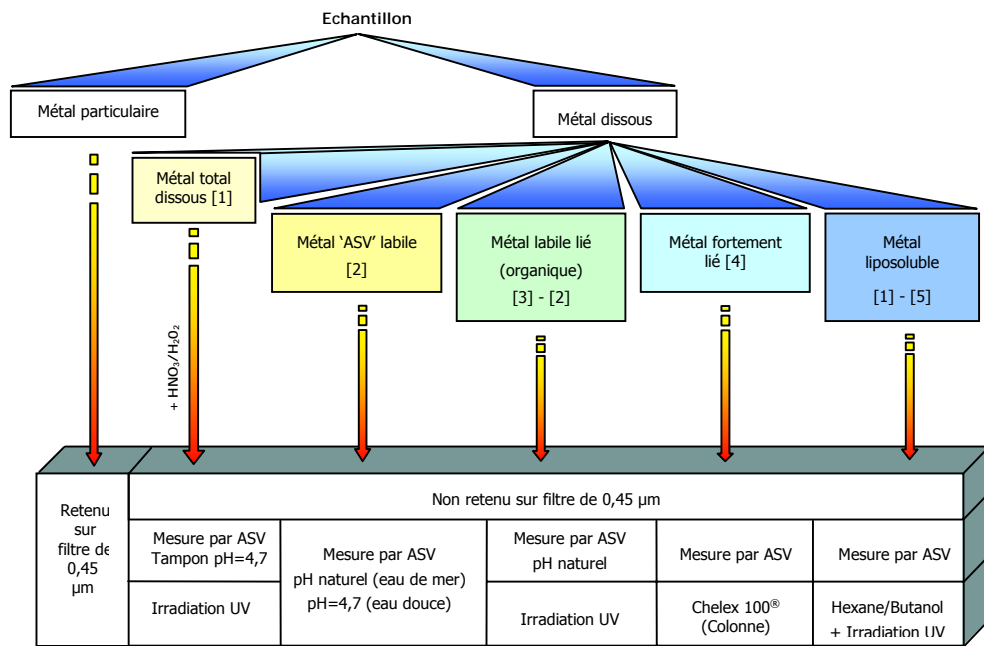 Echantillon
Métal particulaire
Métal dissous
Métal total
dissous [1]
Métal ‘ASV’ labile
[2]
Métal labile lié
(organique)
[3] - [2]
Métal fortement
lié [4]
Métal
liposoluble
[1] - [5]
+ HNO₃/H₂O₂
Retenu
sur
filtre de
0,45
µm
Non retenu sur filtre de 0,45 µm
Mesure par ASV
Tampon pH=4,7
Irradiation UV
Mesure par ASV
pH naturel (eau de mer)
pH=4,7 (eau douce)
Mesure par ASV
pH naturel
Irradiation UV
Mesure par ASV
Chelex 100®
(Colonne)
Mesure par ASV
Hexane/Butanol
+ Irradiation UV